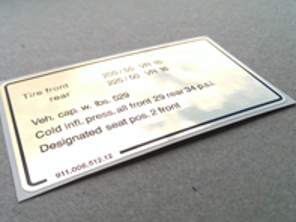 Tire front 205/55 VR 16
rear 225/50 VR 16
Veh. cap. w. lbs. 529
Cold infl. press. all front 29 rear 34 p.s.i.
Designated seat pos. 2 front
911.006.512.12